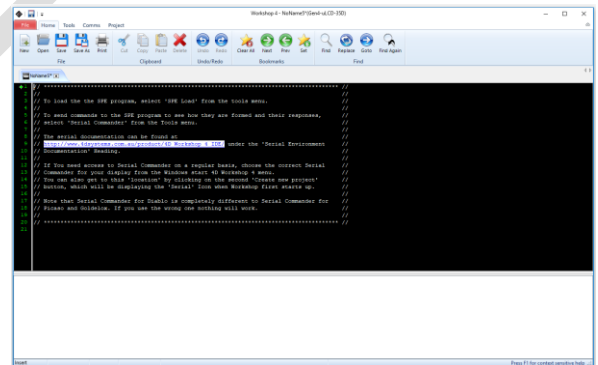 Workshop 4 - NoName1*(Gen4-uLCD-35D)
File Home Tools Comms Project
New Open Save Save As Print Cut Copy Paste Delete Undo Redo Clear All Next Prev Set Find Replace Goto Find Again
File Clipboard Undo/Redo Bookmarks Find
NoName1*
// ************************************************************************* //
// //
// To load the the SPE program, select 'SPE Load' from the tools menu. //
// //
// To send commands to the SPE program to see how they are formed and their responses, //
// select 'Serial Commander' from the Tools menu. //
// //
// The serial documentation can be found at //
// http://www.4dsystems.com.au/product/4D_Workshop_4_IDE/ under the 'Serial Environment //
// Documentation' Heading. //
// //
// If You need access to Serial Commander on a regular basis, choose the correct Serial //
// Commander for your display from the Windows start 4D Workshop 4 menu. //
// You can also get to this 'location' by clicking on the second 'Create new project' //
// button, which will be displaying the 'Serial' Icon when Workshop first starts up. //
// //
// Note that Serial Commander for Diablo is completely different to Serial Commander for //
// Picaso and Goldelox. If you use the wrong one nothing will work. //
// //
// ************************************************************************* //
Insert Press F1 for context sensitive help